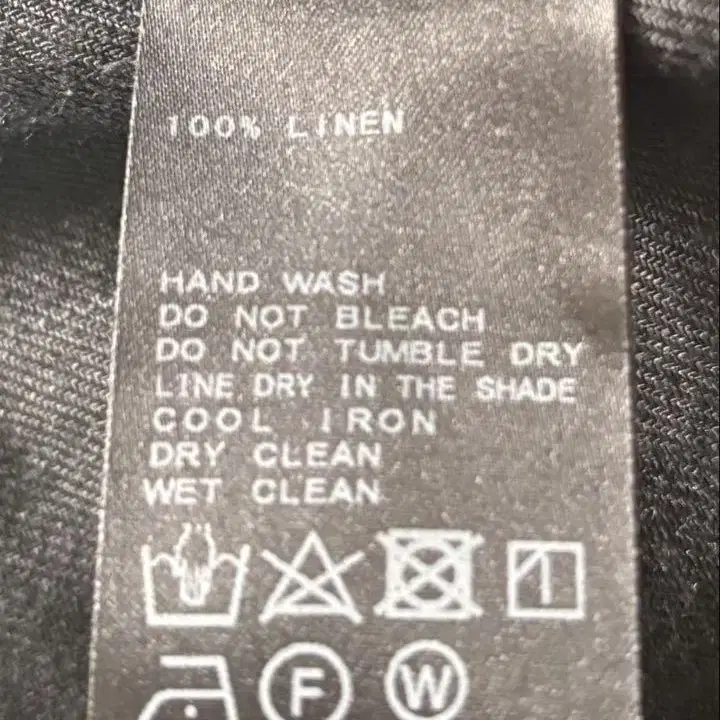 100% LINEN
HAND WASH
DO NOT BLEACH
DO NOT TUMBLE DRY
LINE DRY IN THE SHADE
COOL IRON
DRY CLEAN
WET CLEAN
F W